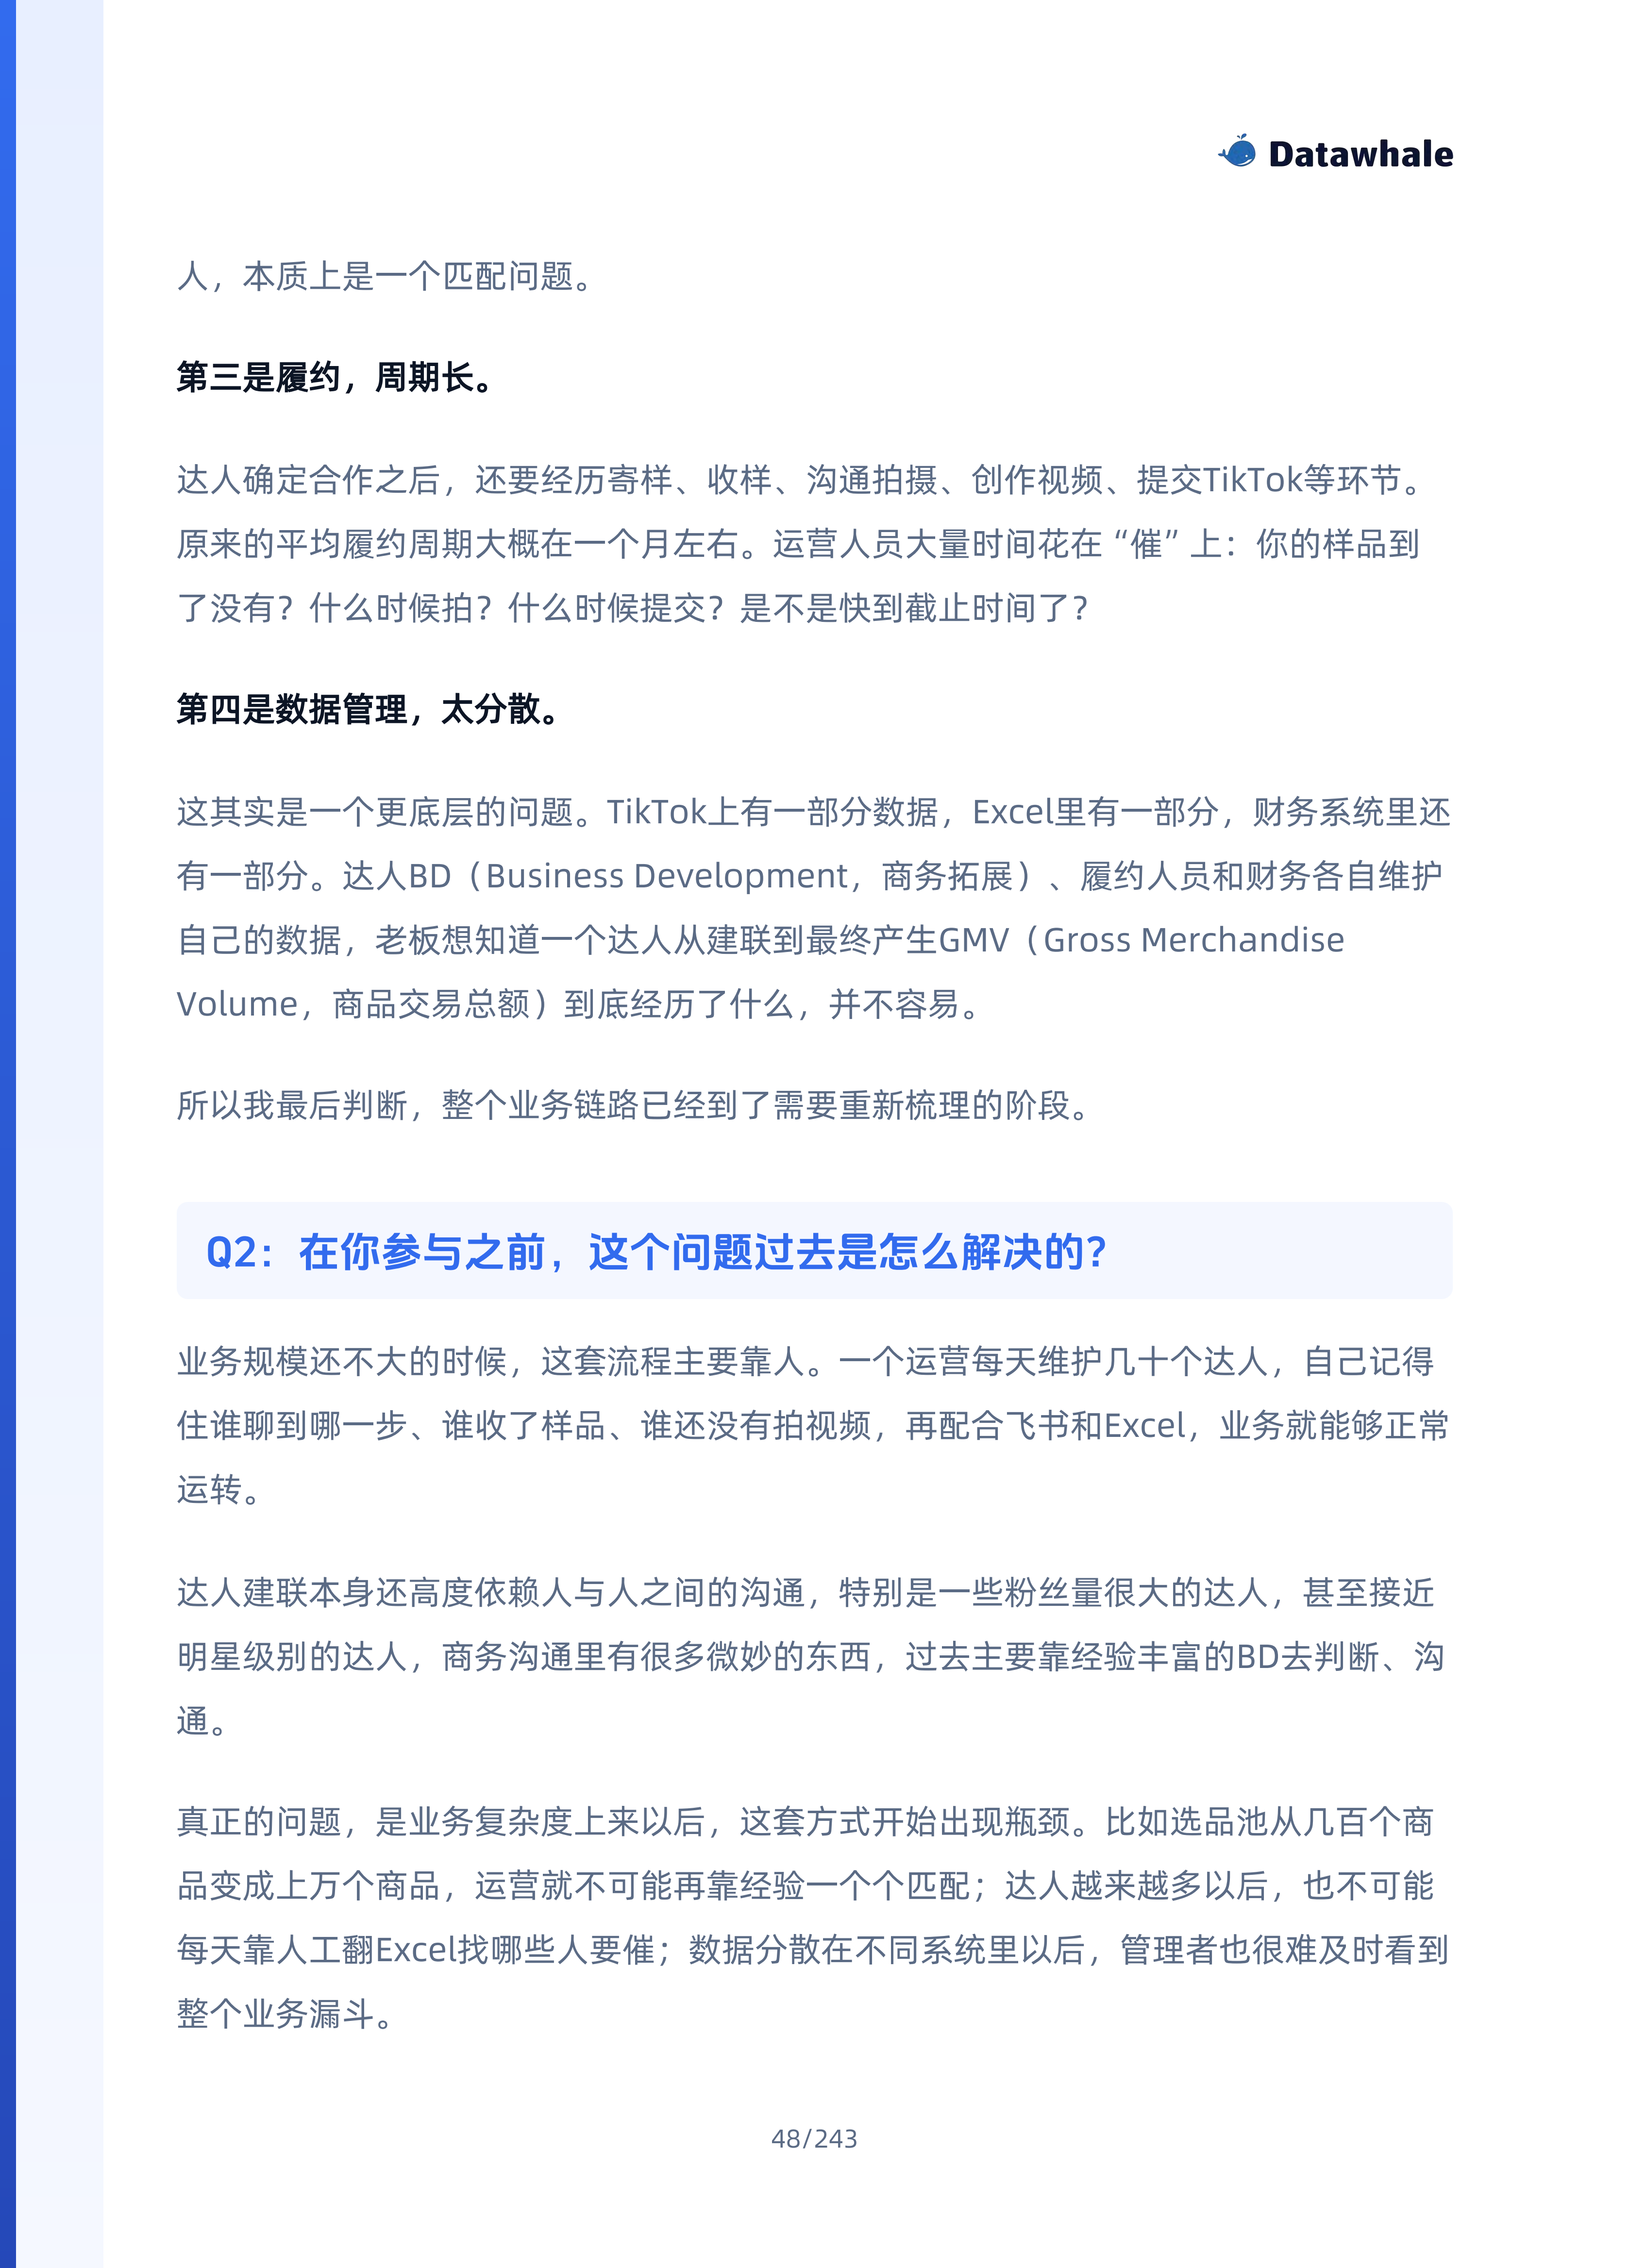 Datawhale
人，本质上是一个匹配问题。
第三是履约，周期长。
达人确定合作之后，还要经历寄样、收样、沟通拍摄、创作视频、提交TikTok等环节。
原来的平均履约周期大概在一个月左右。运营人员大量时间花在“催”上：你的样品到
了没有？什么时候拍？什么时候提交？是不是快到截止时间了？
第四是数据管理，太分散。
这其实是一个更底层的问题。TikTok上有一部分数据，Excel里有一部分，财务系统里还
有一部分。达人BD（Business Development，商务拓展）、履约人员和财务各自维护
自己的数据，老板想知道一个达人从建联到最终产生GMV（Gross Merchandise
Volume，商品交易总额）到底经历了什么，并不容易。
所以我最后判断，整个业务链路已经到了需要重新梳理的阶段。
Q2：在你参与之前，这个问题过去是怎么解决的？
业务规模还不大的时候，这套流程主要靠人。一个运营每天维护几十个达人，自己记得
住谁聊到哪一步、谁收了样品、谁还没有拍视频，再配合飞书和Excel，业务就能够正常
运转。
达人建联本身还高度依赖人与人之间的沟通，特别是一些粉丝量很大的达人，甚至接近
明星级别的达人，商务沟通里有很多微妙的东西，过去主要靠经验丰富的BD去判断、沟
通。
真正的问题，是业务复杂度上来以后，这套方式开始出现瓶颈。比如选品池从几百个商
品变成上万个商品，运营就不可能再靠经验一个个匹配；达人越来越多以后，也不可能
每天靠人工翻Excel找哪些人要催；数据分散在不同系统里以后，管理者也很难及时看到
整个业务漏斗。
48/243